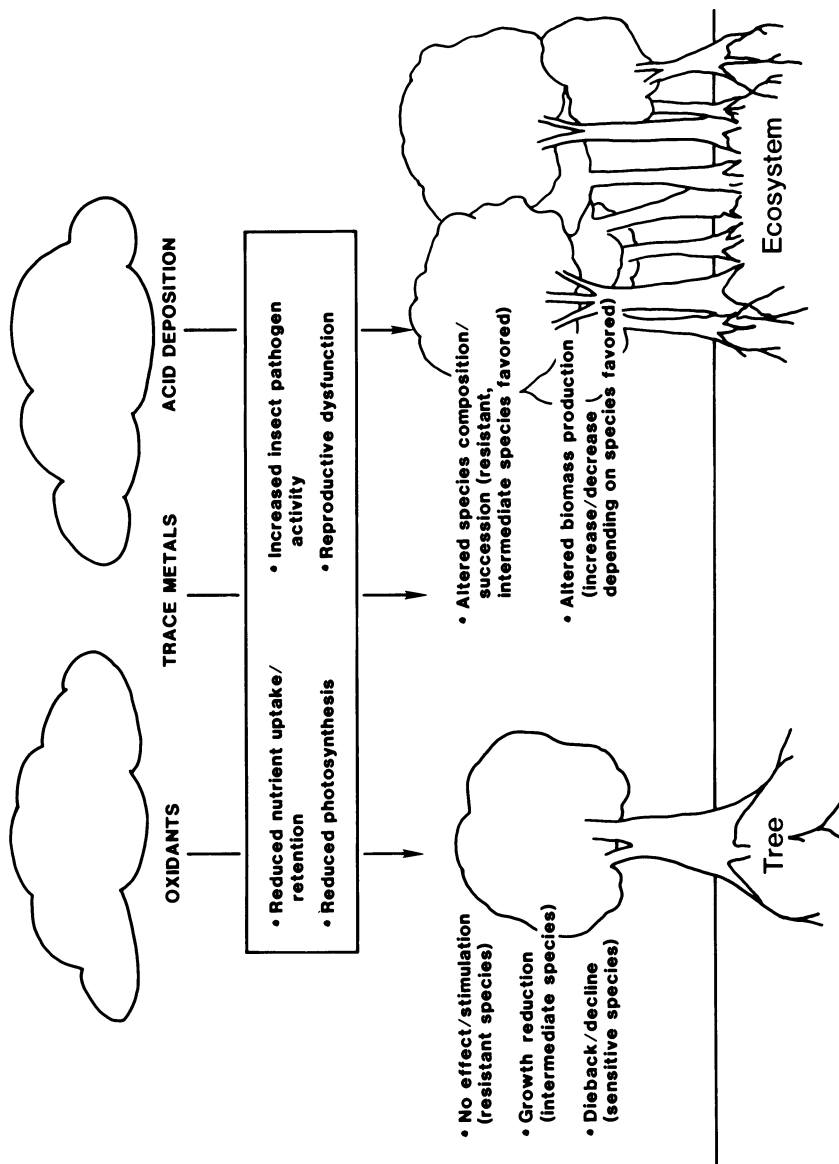 OXIDANTS
TRACE METALS
ACID DEPOSITION
• Reduced nutrient uptake/
retention
• Reduced photosynthesis
• Increased insect pathogen
activity
• Reproductive dysfunction
• No effect/stimulation
(resistant species)
• Growth reduction
(intermediate species)
• Dieback/decline
(sensitive species)
• Altered species composition/
succession (resistant,
intermediate species favored)
• Altered biomass production
(increase/decrease
depending on species favored)
Tree
Ecosystem